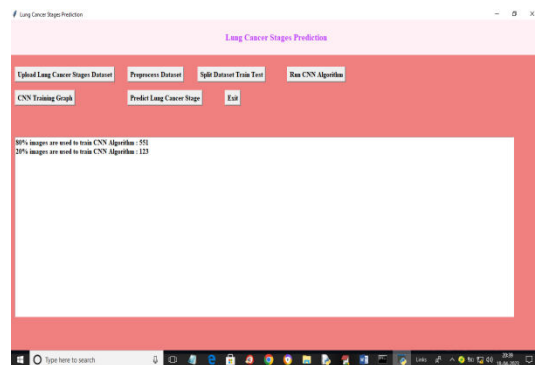 Lung Cancer Stages Prediction
Lung Cancer Stages Prediction
Upload Lung Cancer Stages Dataset Preprocess Dataset Split Dataset Train Test Run CNN Algorithm
CNN Training Graph Predict Lung Cancer Stage Exit
80% images are used to train CNN Algorithm : 551
20% images are used to train CNN Algorithm : 123
Type here to search Links